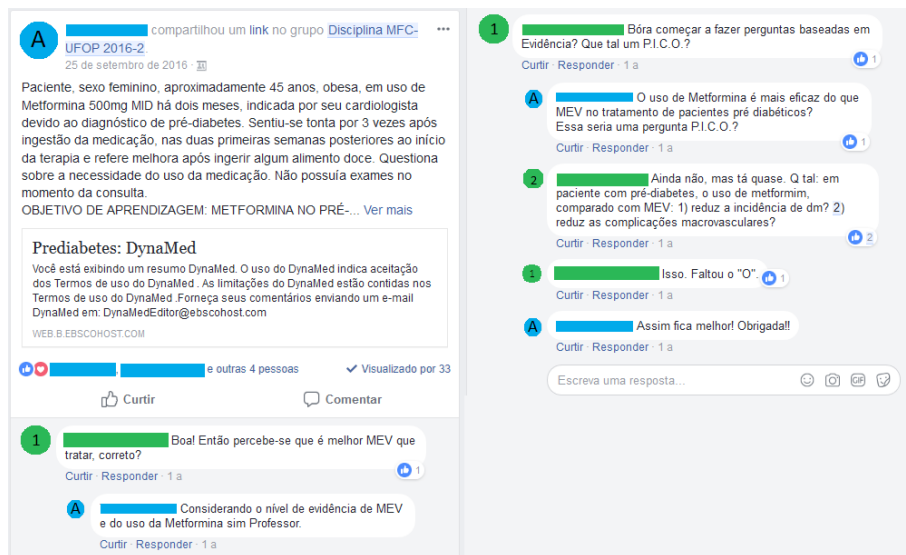 A
compartilhou um link no grupo Disciplina MFC-
UFOP 2016-2.
25 de setembro de 2016 ·
Paciente, sexo feminino, aproximadamente 45 anos, obesa, em uso de
Metformina 500mg MID há dois meses, indicada por seu cardiologista
devido ao diagnóstico de pré-diabetes. Sentiu-se tonta por 3 vezes após
ingestão da medicação, nas duas primeiras semanas posteriores ao início
da terapia e refere melhora após ingerir algum alimento doce. Questiona
sobre a necessidade do uso da medicação. Não possuía exames no
momento da consulta.
OBJETIVO DE APRENDIZAGEM: METFORMINA NO PRÉ-... Ver mais
Prediabetes: DynaMed
Você está exibindo um resumo DynaMed. O uso do DynaMed indica aceitação
dos Termos de uso do DynaMed . As limitações do DynaMed estão contidas nos
Termos de uso do DynaMed .Forneça seus comentários enviando um e-mail
DynaMed em: DynaMedEditor@ebscohost.com
WEB.B.EBSCOHOST.COM
, e outras 4 pessoas
Visualizado por 33
Curtir
Comentar
1
Boa! Então percebe-se que é melhor MEV que
tratar, correto?
1
Curtir · Responder · 1 a
A
Considerando o nível de evidência de MEV
e do uso da Metformina sim Professor.
Curtir · Responder · 1 a
1
Bóra começar a fazer perguntas baseadas em
Evidência? Que tal um P.I.C.O.?
1
Curtir · Responder · 1 a
A
O uso de Metformina é mais eficaz do que
MEV no tratamento de pacientes pré diabéticos?
Essa seria uma pergunta P.I.C.O.?
1
Curtir · Responder · 1 a
2
Ainda não, mas tá quase. Q tal: em
paciente com pré-diabetes, o uso de metformim,
comparado com MEV: 1) reduz a incidência de dm? 2)
reduz as complicações macrovasculares?
2
Curtir · Responder · 1 a
1
Isso. Faltou o "O".
1
Curtir · Responder · 1 a
A
Assim fica melhor! Obrigada!!
Curtir · Responder · 1 a
Escreva uma resposta...
GIF